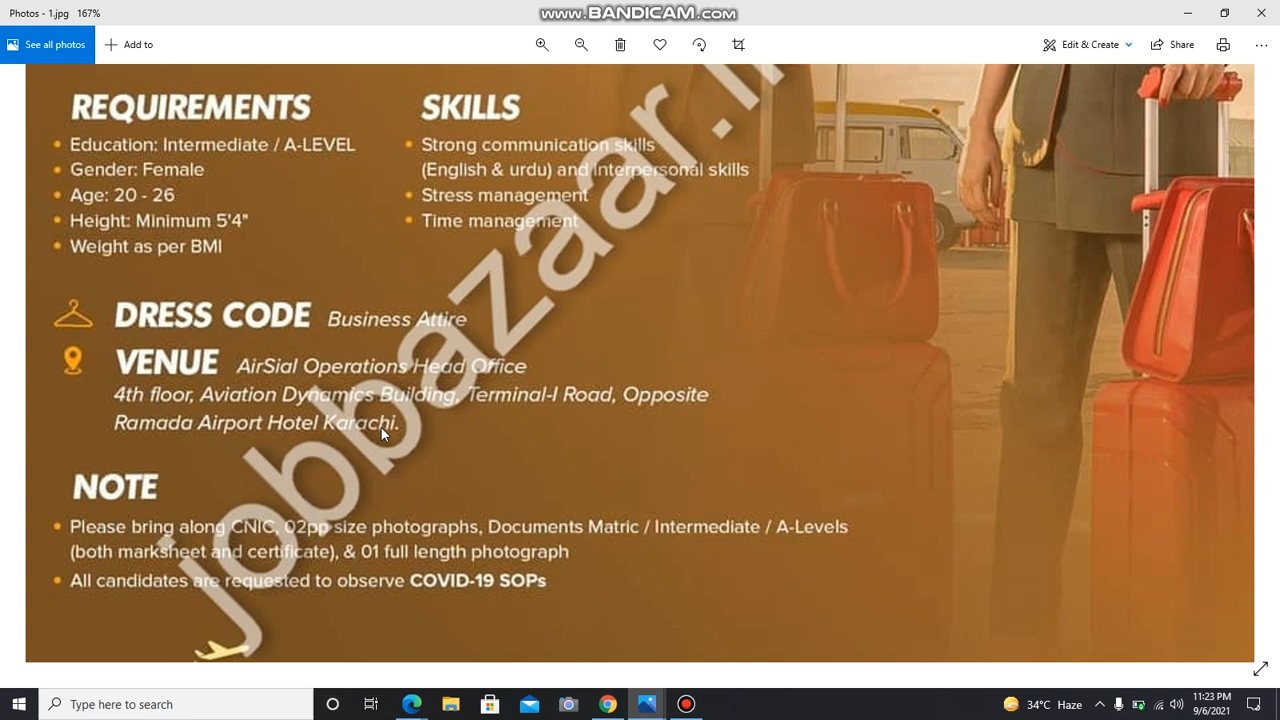 Photos - 1.jpg 167%
www.BANDICAM.com
See all photos
Add to
Edit & Create
Share
REQUIREMENTS
• Education: Intermediate / A-LEVEL
• Gender: Female
• Age: 20 - 26
• Height: Minimum 5'4"
• Weight as per BMI
SKILLS
• Strong communication skills
(English & urdu) and interpersonal skills
• Stress management
• Time management
DRESS CODE Business Attire
VENUE AirSial Operations Head Office
4th floor, Aviation Dynamics Building, Terminal-I Road, Opposite
Ramada Airport Hotel Karachi.
NOTE
• Please bring along CNIC, 02pp size photographs, Documents Matric / Intermediate / A-Levels
(both marksheet and certificate), & 01 full length photograph
• All candidates are requested to observe COVID-19 SOPs
Type here to search
34°C Haze
11:23 PM
9/6/2021